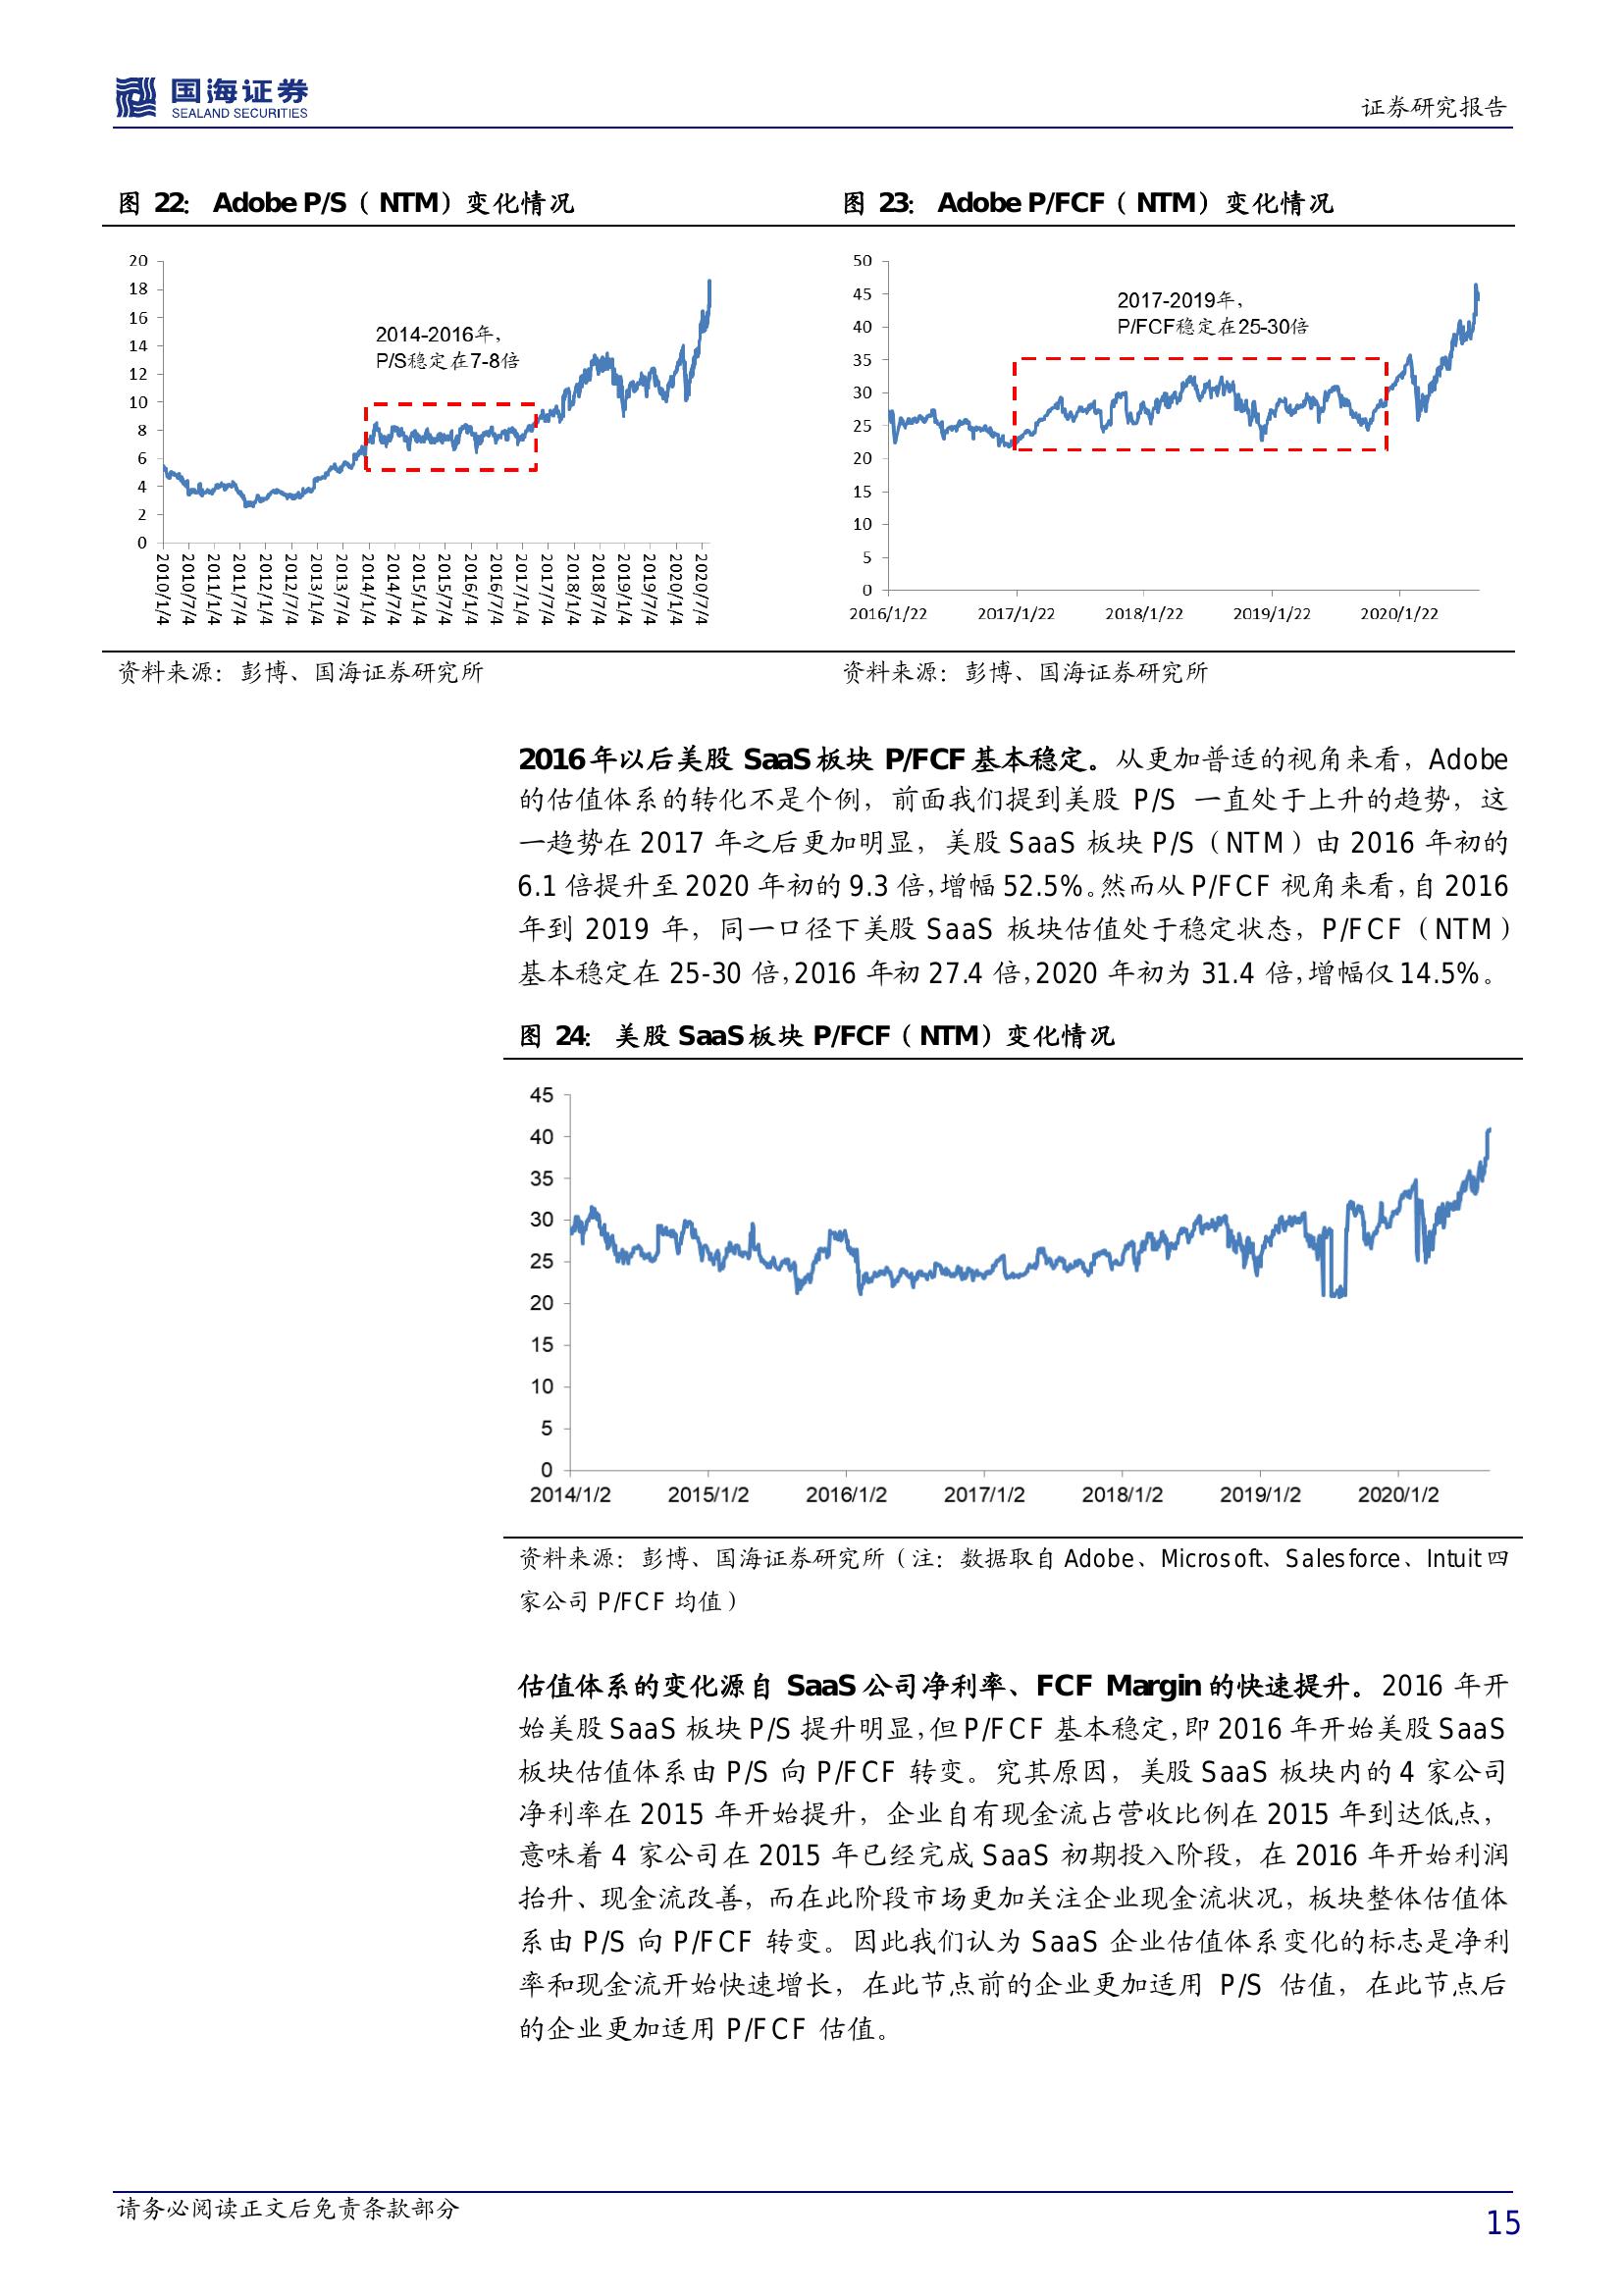 国海证券
SEALAND SECURITIES
证券研究报告
图 22： Adobe P/S（NTM）变化情况
20
18
16
14
12
10
8
6
4
2
0
2014-2016年，
P/S稳定在7-8倍
2010/1/4
2010/7/4
2011/1/4
2011/7/4
2012/1/4
2012/7/4
2013/1/4
2013/7/4
2014/1/4
2014/7/4
2015/1/4
2015/7/4
2016/1/4
2016/7/4
2017/1/4
2017/7/4
2018/1/4
2018/7/4
2019/1/4
2019/7/4
2020/1/4
2020/7/4
资料来源：彭博、国海证券研究所
图 23： Adobe P/FCF（NTM）变化情况
50
45
40
35
30
25
20
15
10
5
0
2017-2019年，
P/FCF稳定在25-30倍
2016/1/22 2017/1/22 2018/1/22 2019/1/22 2020/1/22
资料来源：彭博、国海证券研究所
2016年以后美股 SaaS板块 P/FCF基本稳定。从更加普适的视角来看，Adobe
的估值体系的转化不是个例，前面我们提到美股 P/S 一直处于上升的趋势，这
一趋势在 2017 年之后更加明显，美股 SaaS 板块 P/S（NTM）由 2016 年初的
6.1 倍提升至 2020 年初的 9.3 倍，增幅 52.5%。然而从 P/FCF 视角来看，自 2016
年到 2019 年，同一口径下美股 SaaS 板块估值处于稳定状态，P/FCF（NTM）
基本稳定在 25-30 倍，2016 年初 27.4 倍，2020 年初为 31.4 倍，增幅仅 14.5%。
图 24： 美股 SaaS板块 P/FCF（NTM）变化情况
45
40
35
30
25
20
15
10
5
0
2014/1/2 2015/1/2 2016/1/2 2017/1/2 2018/1/2 2019/1/2 2020/1/2
资料来源：彭博、国海证券研究所（注：数据取自 Adobe、Microsoft、Salesforce、Intuit 四
家公司 P/FCF 均值）
估值体系的变化源自 SaaS公司净利率、FCF Margin的快速提升。2016 年开
始美股 SaaS 板块 P/S 提升明显，但 P/FCF 基本稳定，即 2016 年开始美股 SaaS
板块估值体系由 P/S 向 P/FCF 转变。究其原因，美股 SaaS 板块内的 4 家公司
净利率在 2015 年开始提升，企业自有现金流占营收比例在 2015 年到达低点，
意味着 4 家公司在 2015 年已经完成 SaaS 初期投入阶段，在 2016 年开始利润
抬升、现金流改善，而在此阶段市场更加关注企业现金流状况，板块整体估值体
系由 P/S 向 P/FCF 转变。因此我们认为 SaaS 企业估值体系变化的标志是净利
率和现金流开始快速增长，在此节点前的企业更加适用 P/S 估值，在此节点后
的企业更加适用 P/FCF 估值。
请务必阅读正文后免责条款部分
15